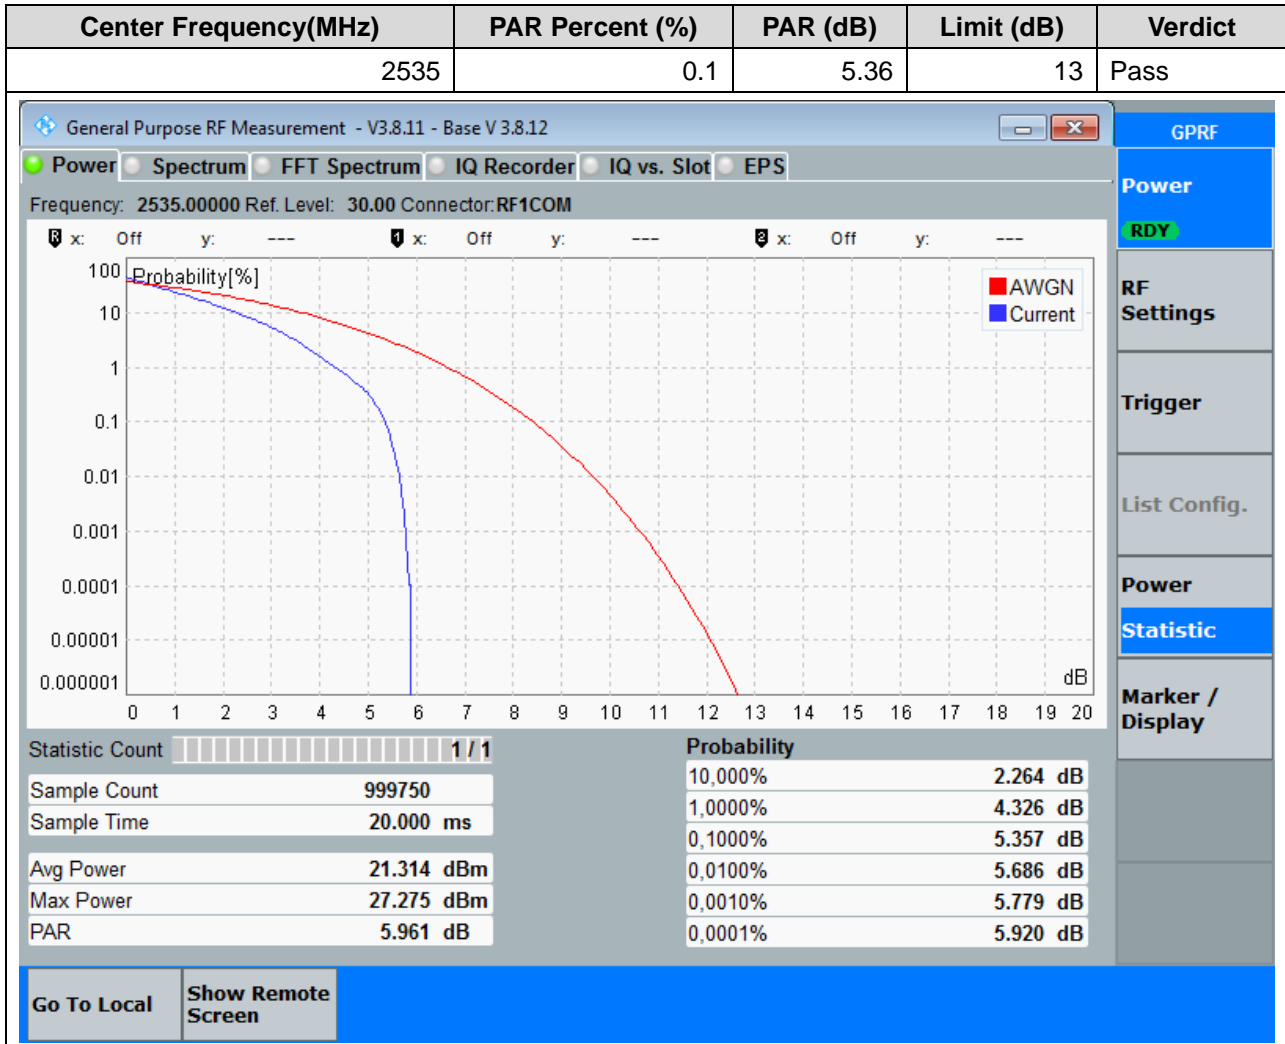 Center Frequency(MHz) PAR Percent (%) PAR (dB) Limit (dB) Verdict
2535 0.1 5.36 13 Pass
General Purpose RF Measurement - V3.8.11 - Base V 3.8.12
GPRF
Power Spectrum FFT Spectrum IQ Recorder IQ vs. Slot EPS
Power
RDY
Frequency: 2535.00000 Ref. Level: 30.00 Connector: RF1COM
R x: Off y: --- 1 x: Off y: --- 2 x: Off y: ---
100 Probability[%]
10
1
0.1
0.01
0.001
0.0001
0.00001
0.000001
AWGN
Current
dB
0 1 2 3 4 5 6 7 8 9 10 11 12 13 14 15 16 17 18 19 20
RF
Settings
Trigger
List Config.
Power
Statistic
Marker /
Display
Statistic Count 1 / 1
Sample Count 999750
Sample Time 20.000 ms
Avg Power 21.314 dBm
Max Power 27.275 dBm
PAR 5.961 dB
Probability
10,000% 2.264 dB
1,0000% 4.326 dB
0,1000% 5.357 dB
0,0100% 5.686 dB
0,0010% 5.779 dB
0,0001% 5.920 dB
Go To Local
Show Remote
Screen